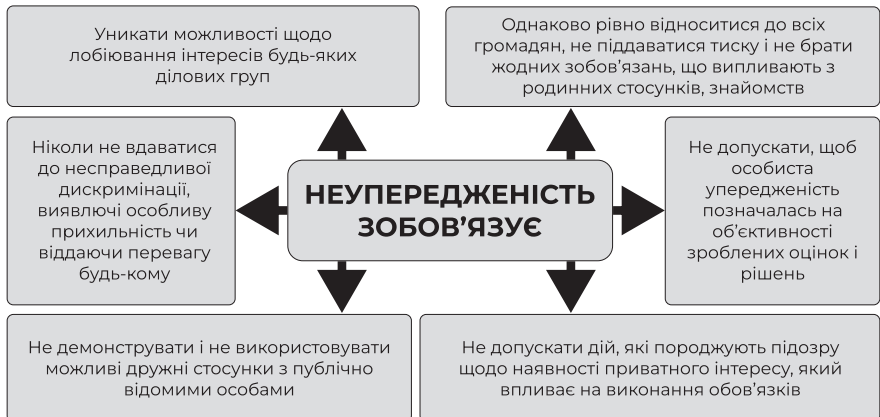 Уникати можливості щодо
лобіювання інтересів будь-яких
ділових груп
Однаково рівно відноситися до всіх
громадян, не піддаватися тиску і не брати
жодних зобов’язань, що випливають з
родинних стосунків, знайомств
Ніколи не вдаватися
до несправедливої
дискримінації,
виявлючі особливу
прихильність чи
віддаючи перевагу
будь-кому
НЕУПЕРЕДЖЕНІСТЬ
ЗОБОВ’ЯЗУЄ
Не допускати, щоб
особиста
упередженість
позначалась на
об’єктивності
зроблених оцінок і
рішень
Не демонструвати і не використовувати
можливі дружні стосунки з публічно
відомими особами
Не допускати дій, які породжують підозру
щодо наявності приватного інтересу, який
впливає на виконання обов’язків